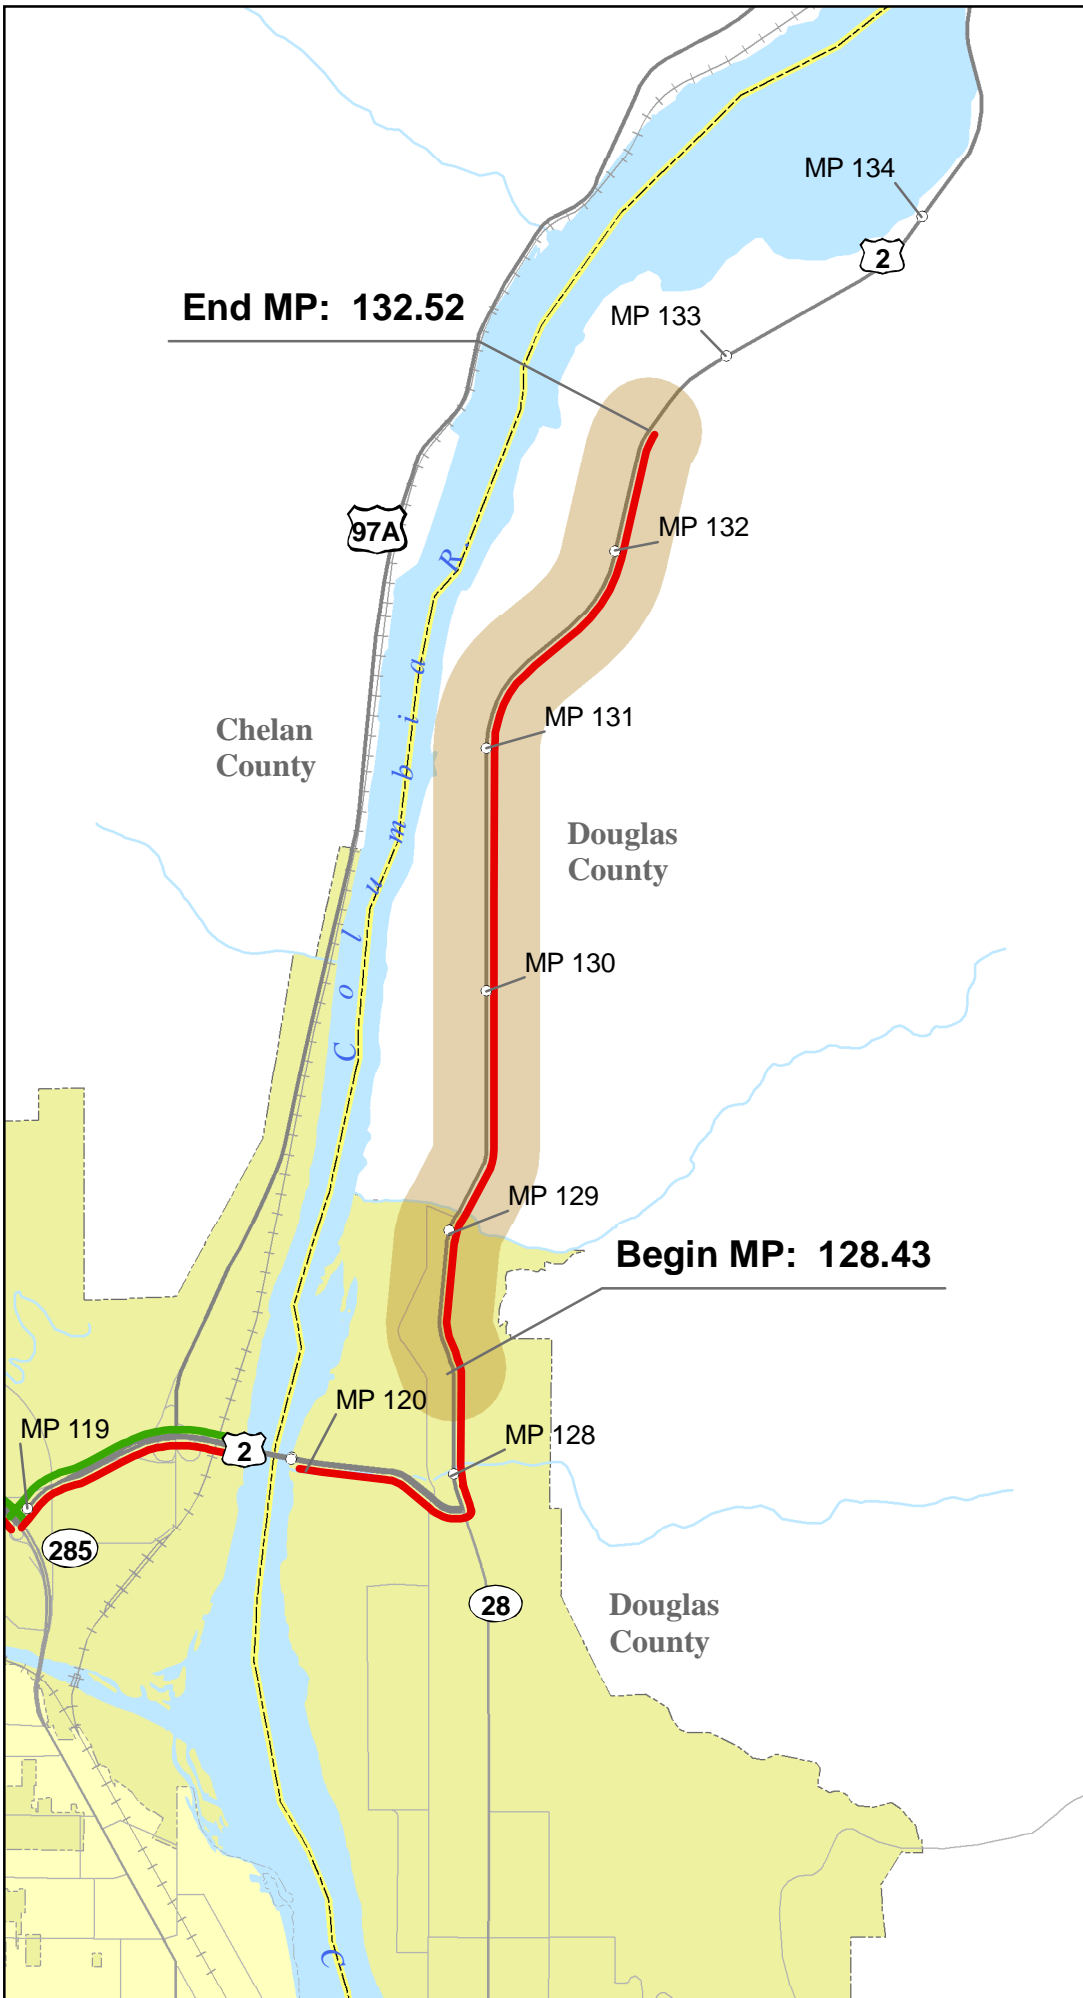 MP 134
2
End MP: 132.52
MP 133
97A
MP 132
Columbia R.
MP 131
Chelan
County
Douglas
County
MP 130
MP 129
Begin MP: 128.43
MP 120
MP 119
2
MP 128
285
28
Douglas
County
C